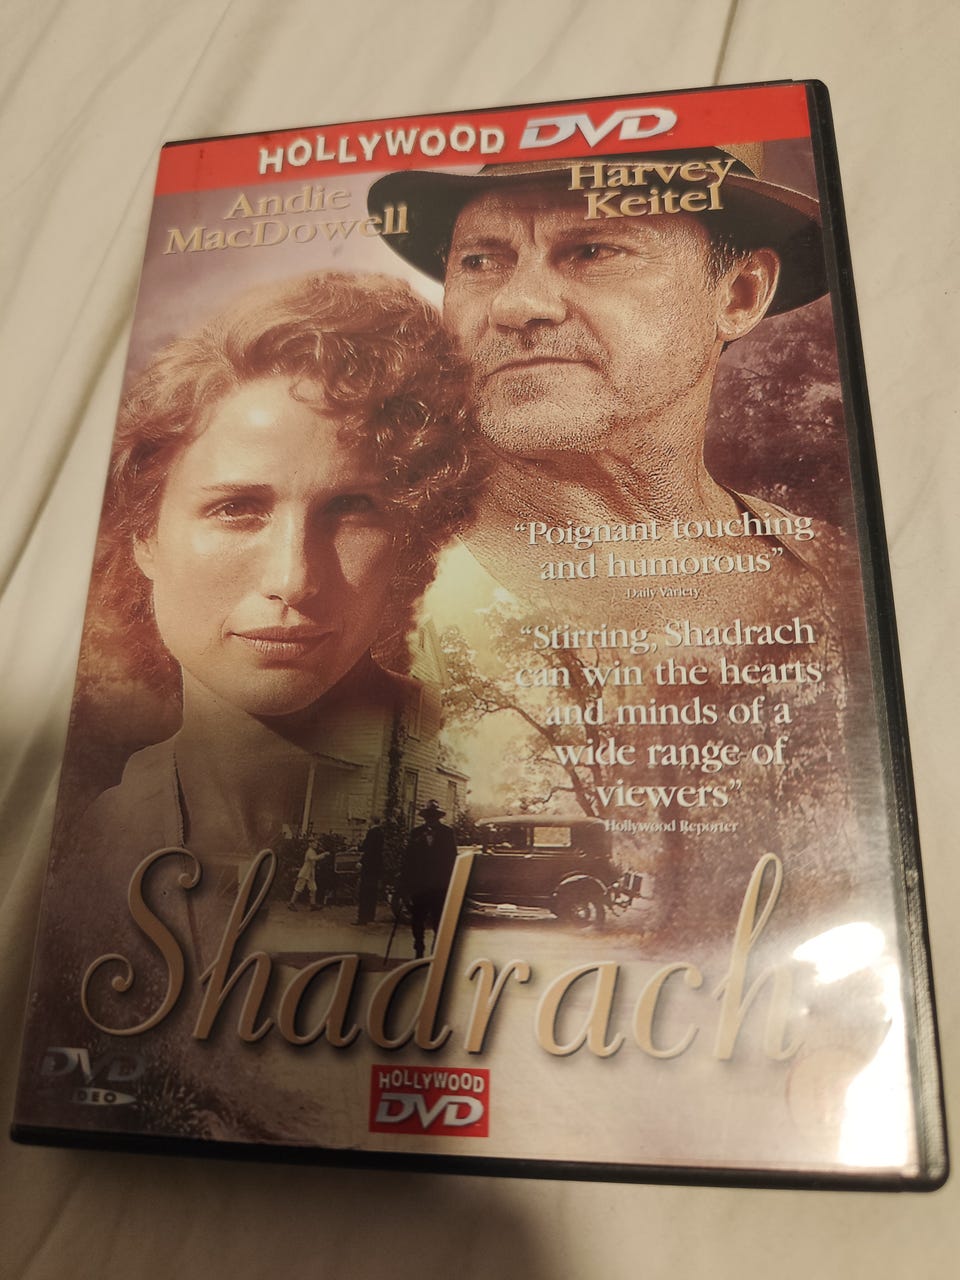 HOLLYWOOD DVD
Andie
MacDowell
Harvey
Keitel
"Poignant touching
and humorous"
Daily Variety
"Stirring, Shadrach
can win the hearts
and minds of a
wide range of
viewers"
Hollywood Reporter
Shadrach
DVD
VIDEO
HOLLYWOOD
DVD